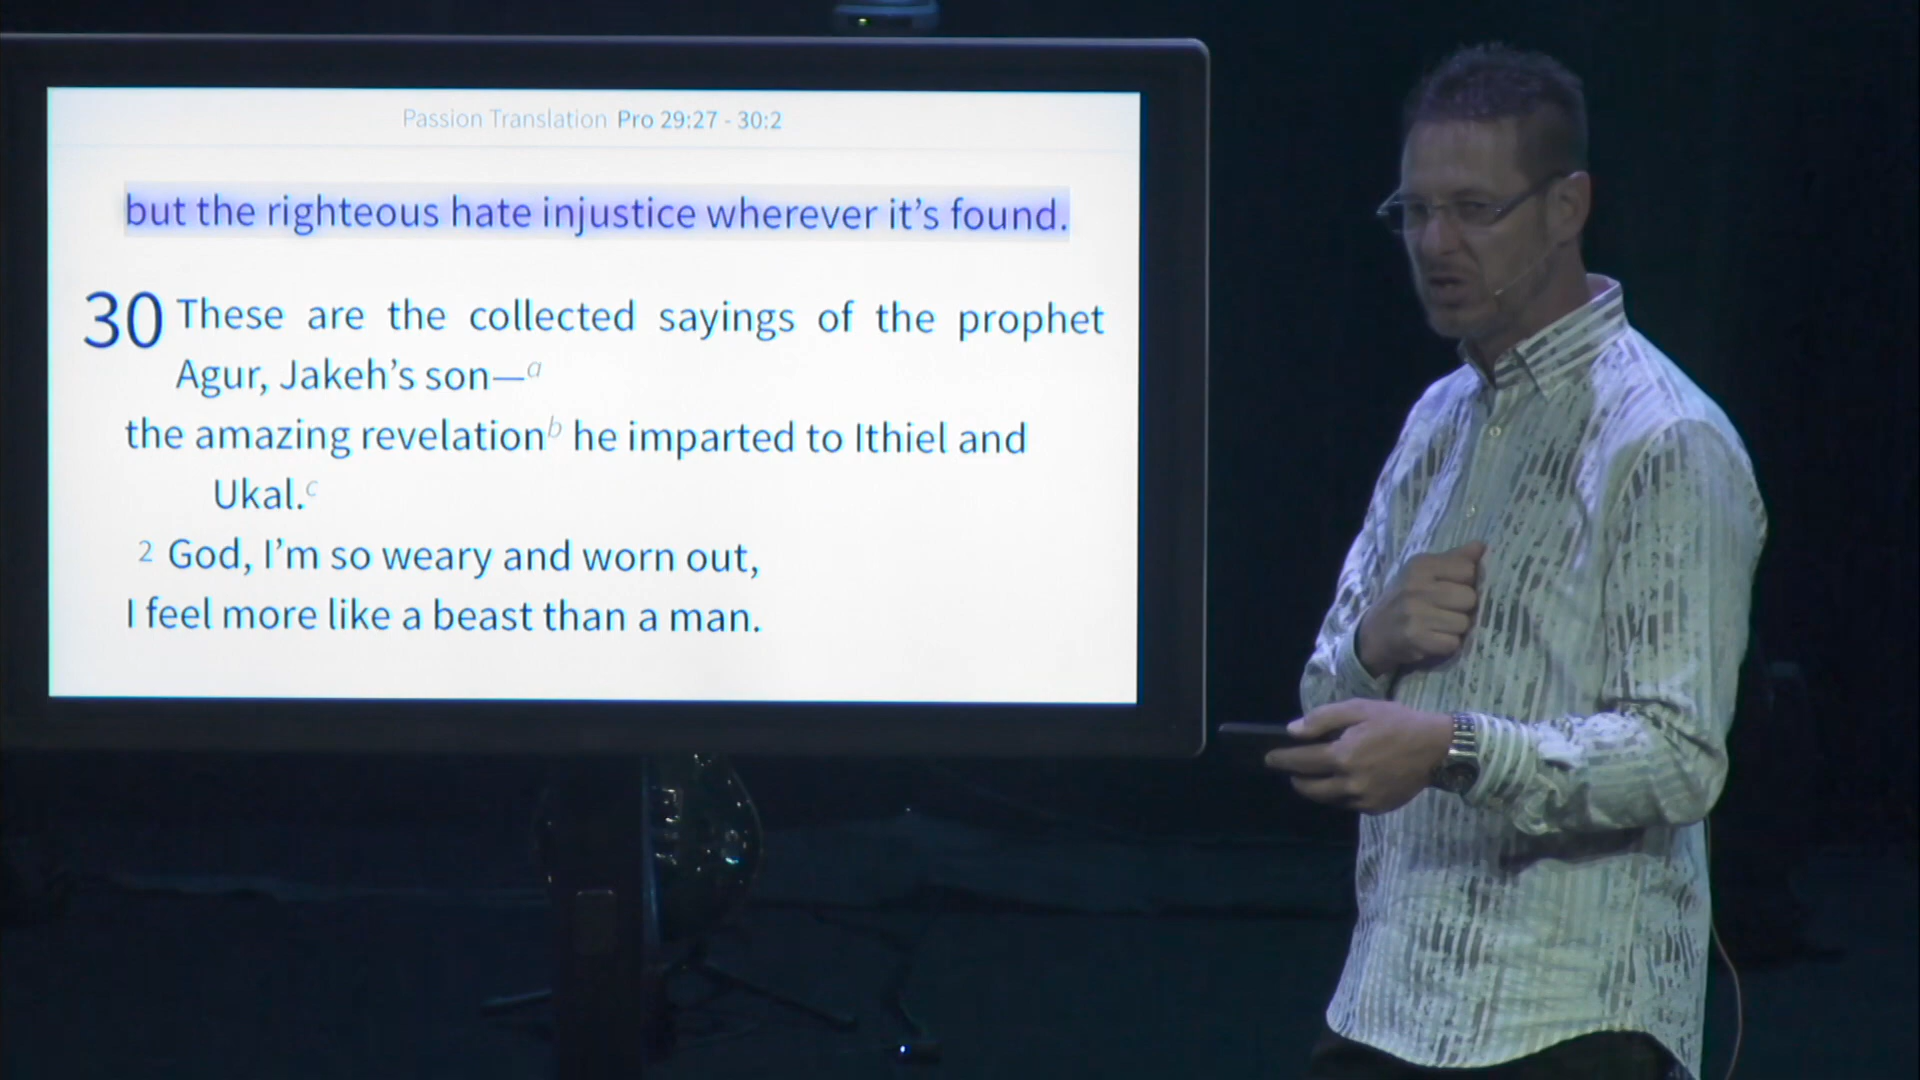 Passion Translation Pro 29:27 - 30:2
but the righteous hate injustice wherever it's found.
30 These are the collected sayings of the prophet
Agur, Jakeh's son—a
the amazing revelation b he imparted to Ithiel and
Ukal.c
2 God, I'm so weary and worn out,
I feel more like a beast than a man.